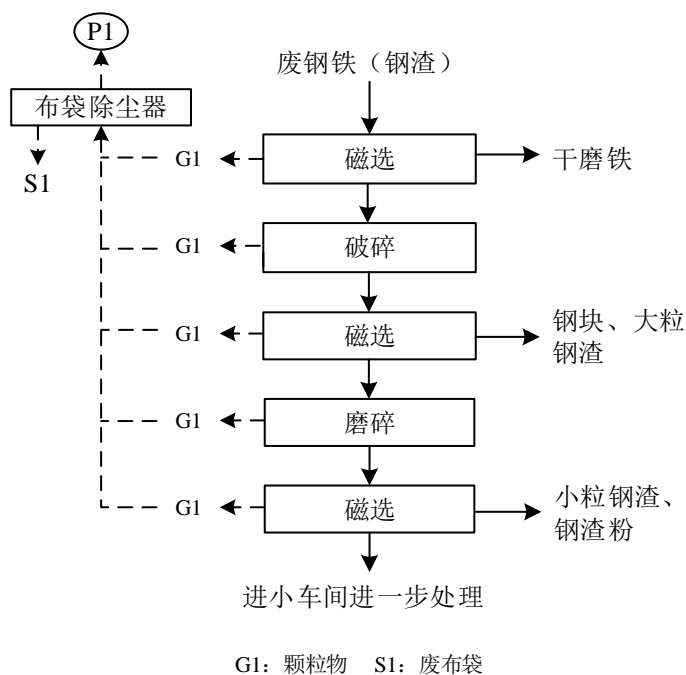 P1
废钢铁（钢渣）
布袋除尘器
S1
G1
磁选
干磨铁
G1
破碎
G1
磁选
钢块、大粒
钢渣
G1
磨碎
G1
磁选
小粒钢渣、
钢渣粉
进小车间进一步处理
G1：颗粒物 S1：废布袋